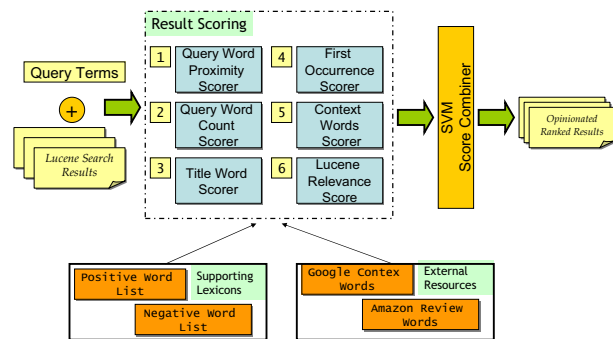 Result Scoring
Query Terms
+
Lucene Search
Results
1
Query Word
Proximity
Scorer
4
First
Occurrence
Scorer
2
Query Word
Count
Scorer
5
Context
Words
Scorer
3
Title Word
Scorer
6
Lucene
Relevance
Score
SVM
Score Combiner
Opinionated
Ranked Results
Positive Word
List
Supporting
Lexicons
Negative Word
List
Google Contex
Words
External
Resources
Amazon Review
Words